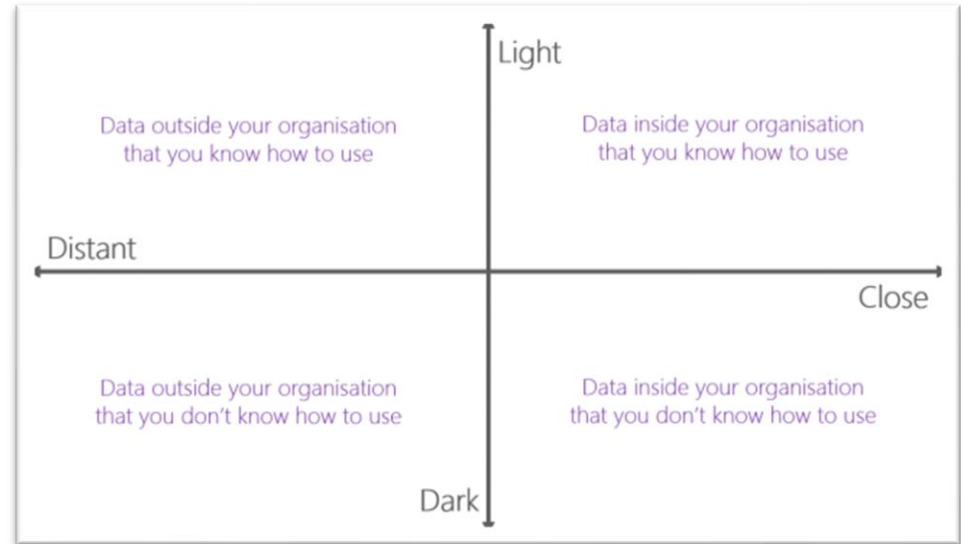 Light
Data outside your organisation
that you know how to use
Data inside your organisation
that you know how to use
Distant
Close
Data outside your organisation
that you don't know how to use
Data inside your organisation
that you don't know how to use
Dark